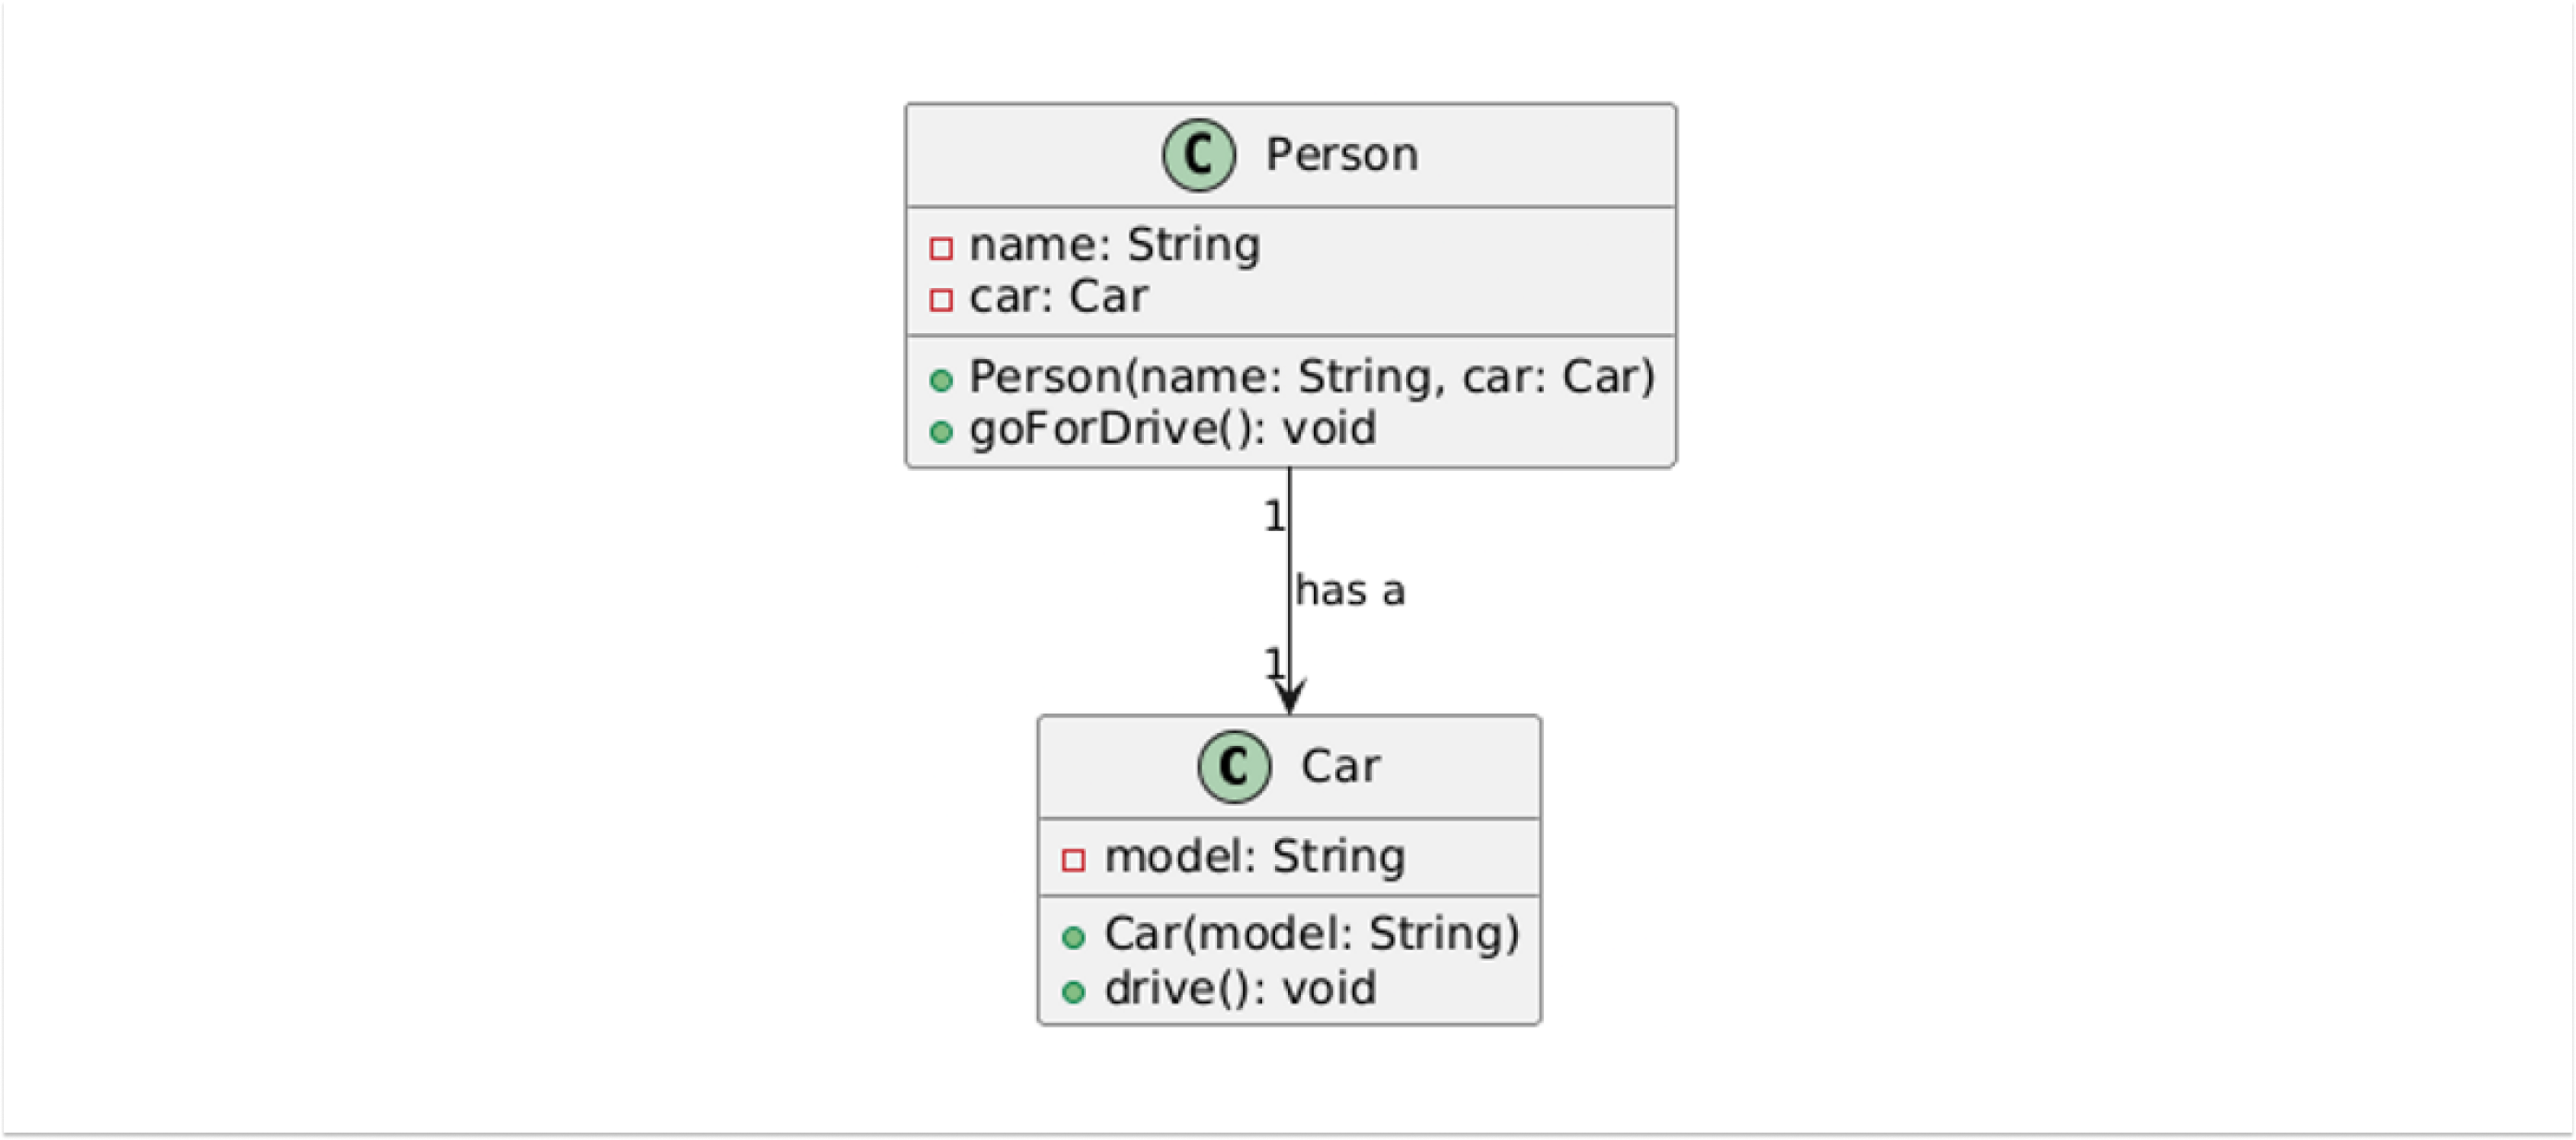 C Person
name: String
car: Car
Person(name: String, car: Car)
goForDrive(): void
1
has a
1
C Car
model: String
Car(model: String)
drive(): void